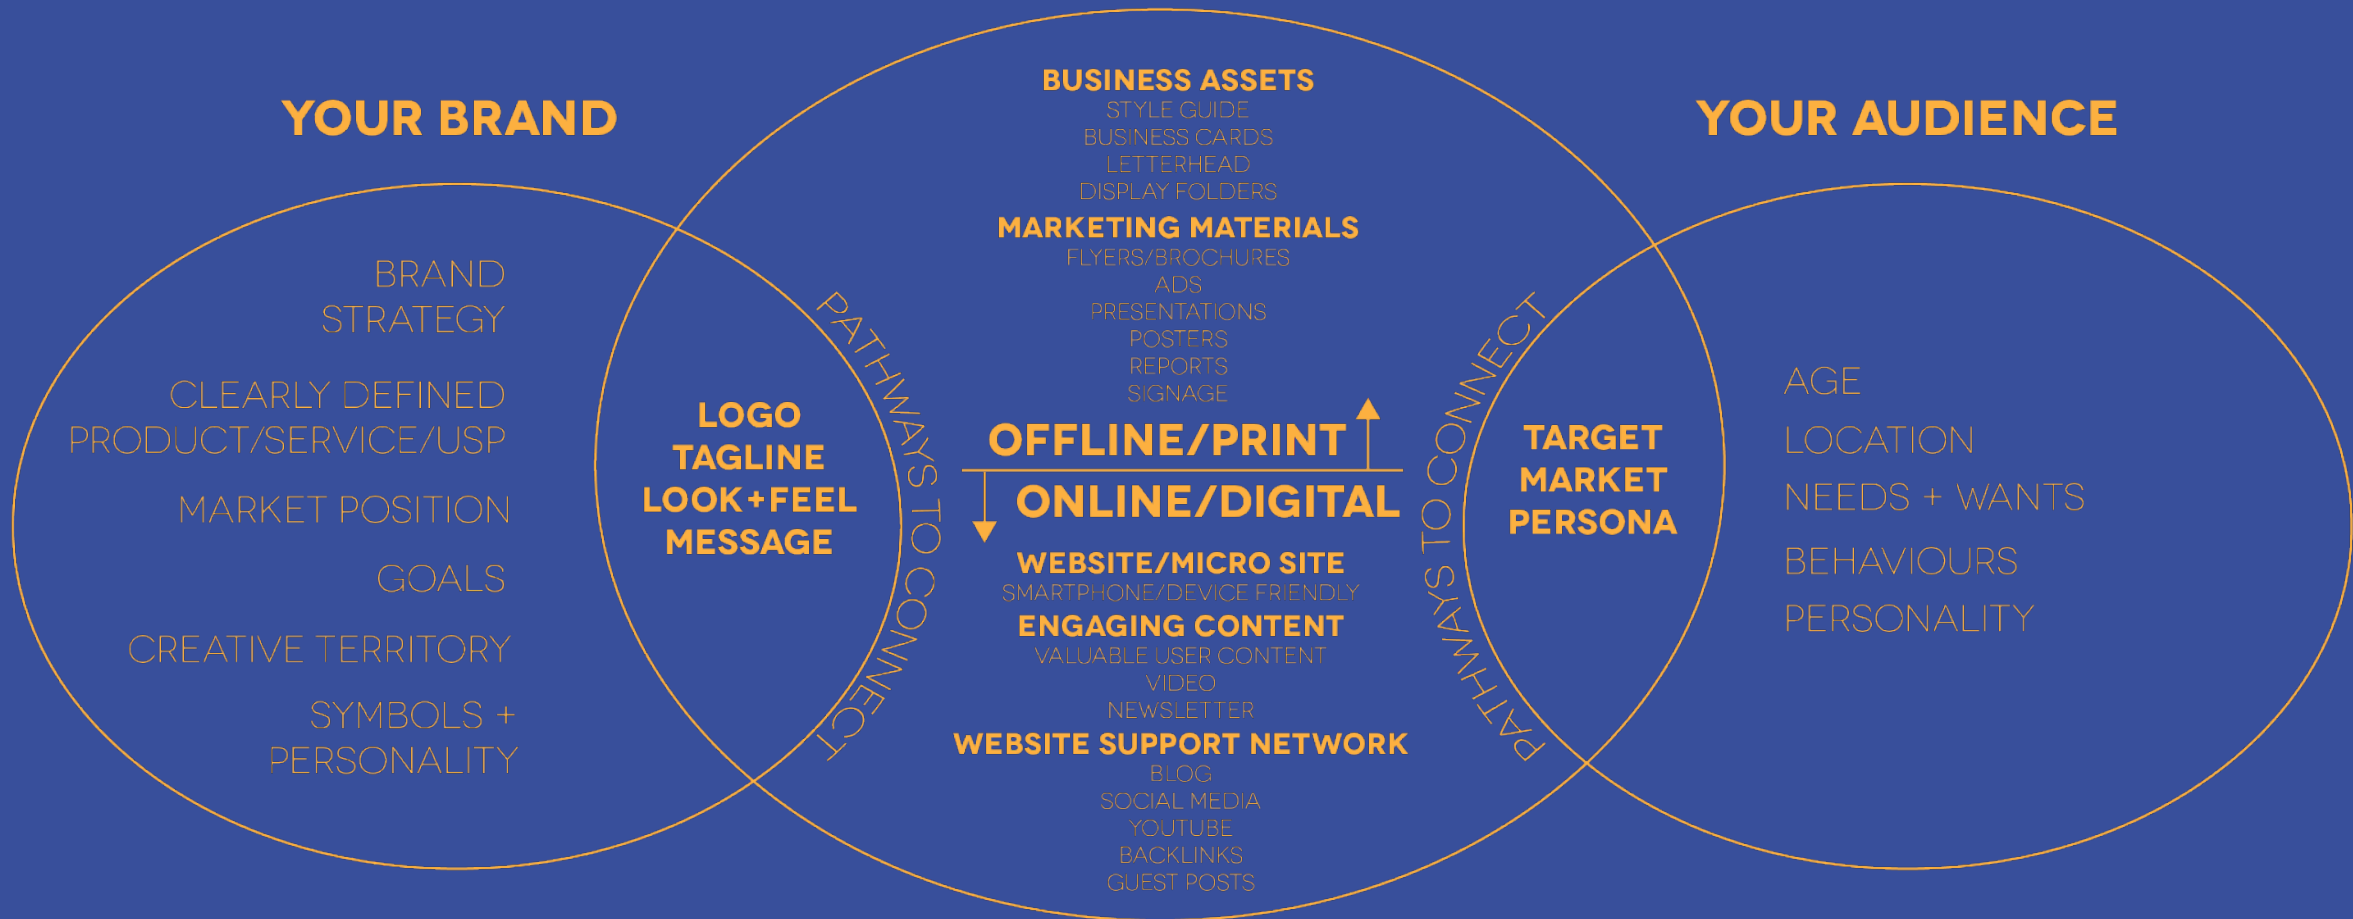 YOUR BRAND
BRAND
STRATEGY
CLEARLY DEFINED
PRODUCT/SERVICE/USP
MARKET POSITION
GOALS
CREATIVE TERRITORY
SYMBOLS +
PERSONALITY
LOGO
TAGLINE
LOOK+FEEL
MESSAGE
PATHWAYS TO CONNECT
BUSINESS ASSETS
STYLE GUIDE
BUSINESS CARDS
LETTERHEAD
DISPLAY FOLDERS
MARKETING MATERIALS
FLYERS/BROCHURES
ADS
PRESENTATIONS
POSTERS
REPORTS
SIGNAGE
OFFLINE/PRINT
ONLINE/DIGITAL
WEBSITE/MICRO SITE
SMARTPHONE/DEVICE FRIENDLY
ENGAGING CONTENT
VALUABLE USER CONTENT
VIDEO
NEWSLETTER
WEBSITE SUPPORT NETWORK
BLOG
SOCIAL MEDIA
YOUTUBE
BACKLINKS
GUEST POSTS
PATHWAYS TO CONNECT
TARGET
MARKET
PERSONA
YOUR AUDIENCE
AGE
LOCATION
NEEDS + WANTS
BEHAVIOURS
PERSONALITY